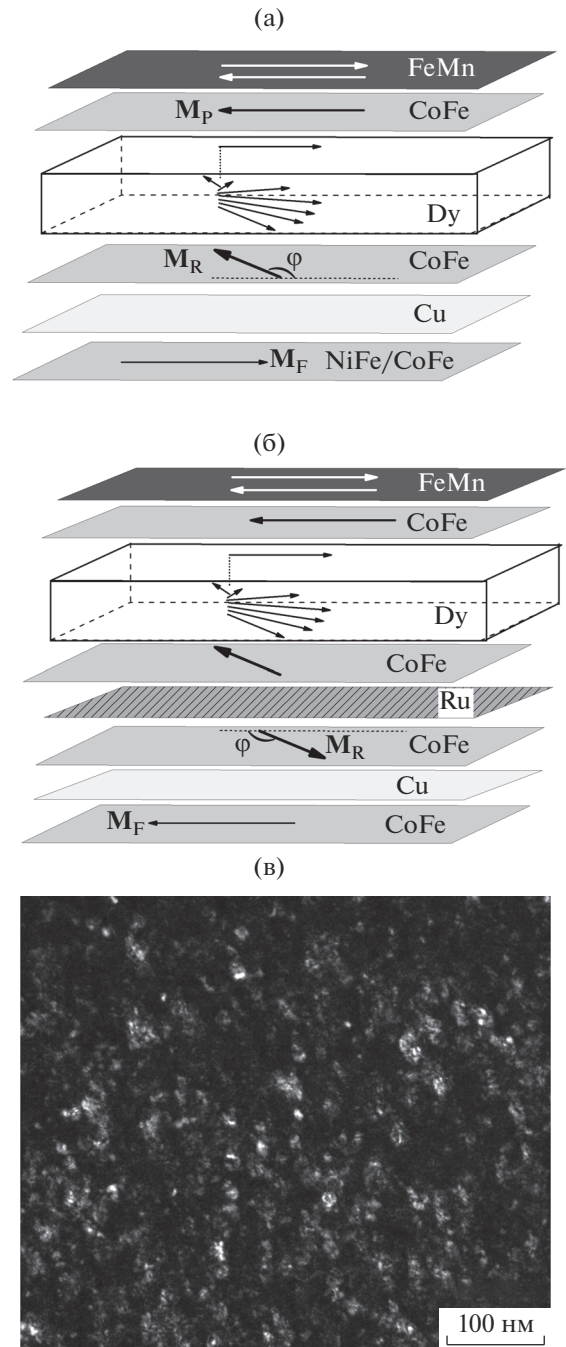 (а)
FeMn
M_P CoFe
Dy
M_R φ CoFe
Cu
M_F NiFe/CoFe
(б)
FeMn
CoFe
Dy
CoFe
Ru
φ M_R CoFe
Cu
M_F CoFe
(в)
100 нм